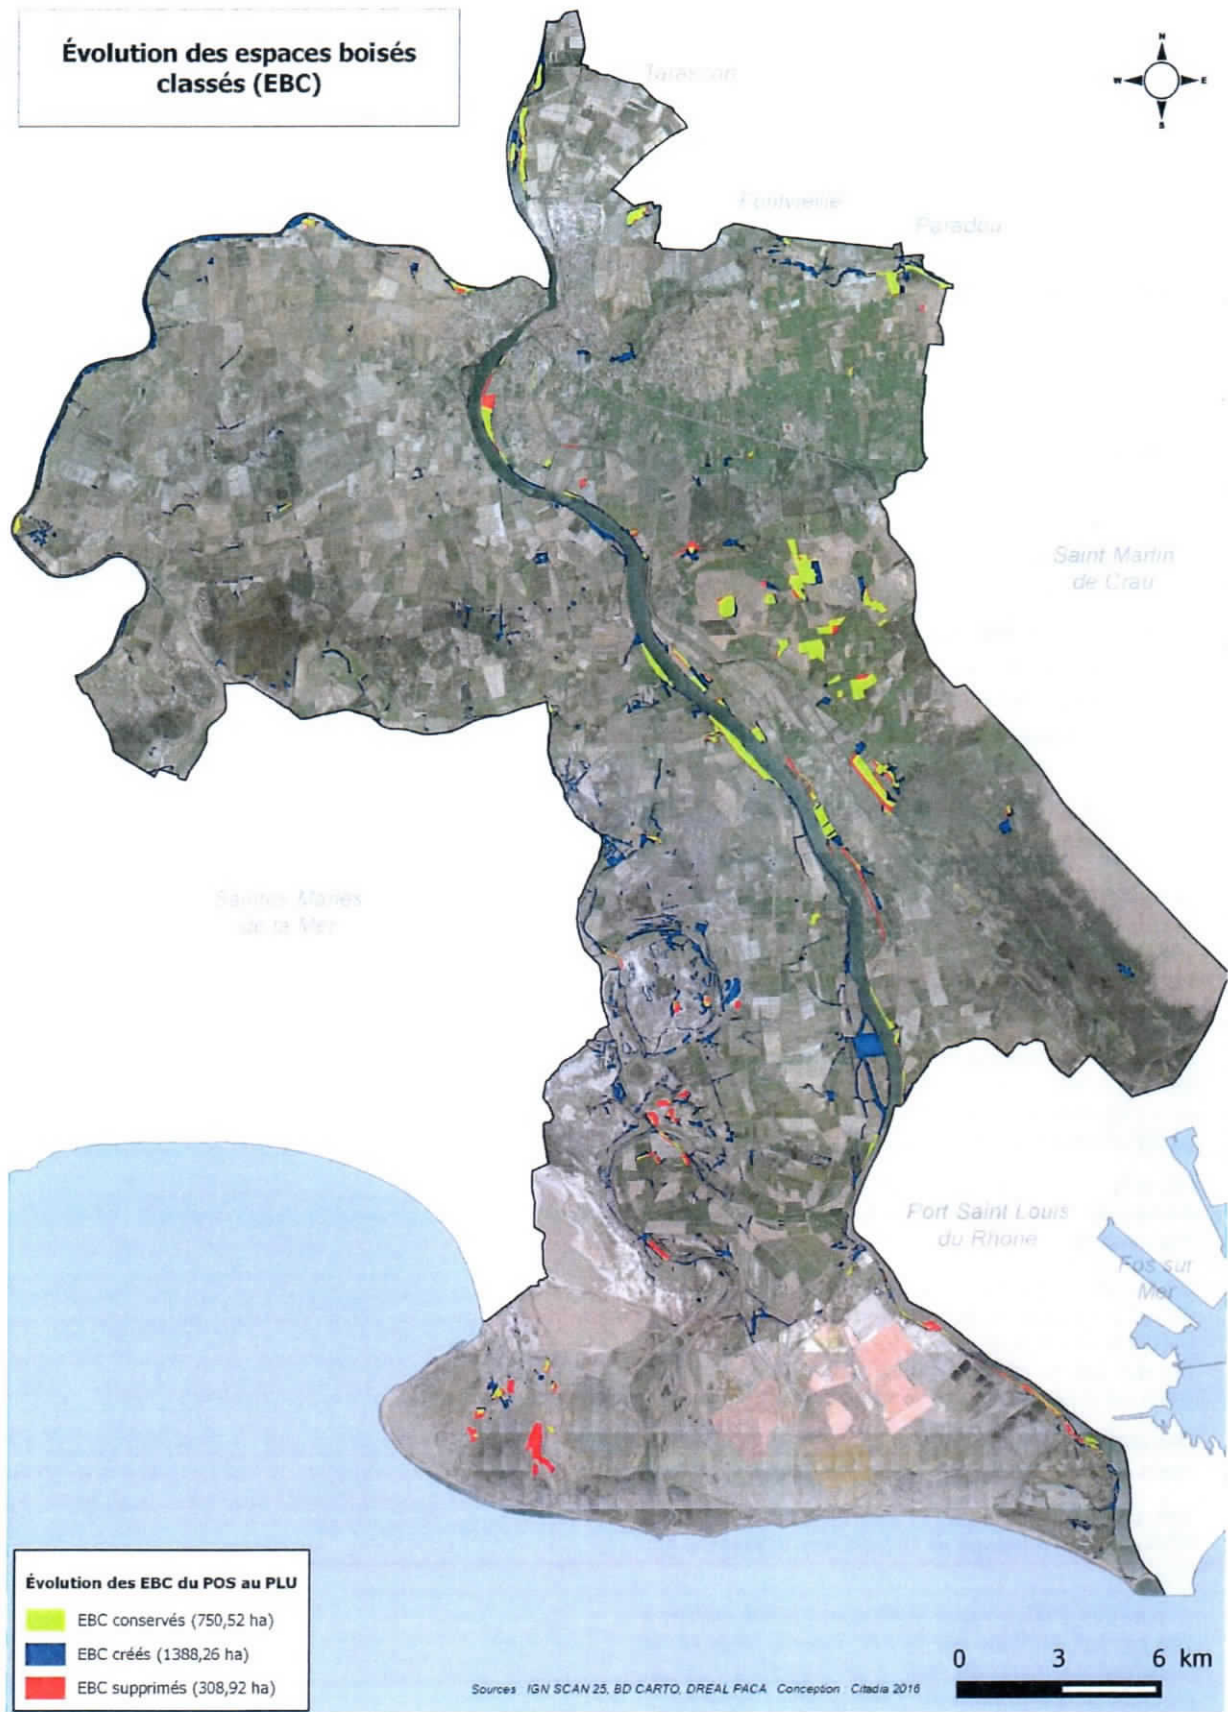 Évolution des espaces boisés
classés (EBC)
N
W
E
S
Tarascon
Fontvieille
Paradou
Saint Martin
de Crau
Saintes Maries
de la Mer
Port Saint Louis
du Rhone
Fos sur
Mer
Évolution des EBC du POS au PLU
EBC conservés (750,52 ha)
EBC créés (1388,26 ha)
EBC supprimés (308,92 ha)
0 3 6 km
Sources : IGN SCAN 25, BD CARTO, DREAL PACA Conception : Citadia 2016